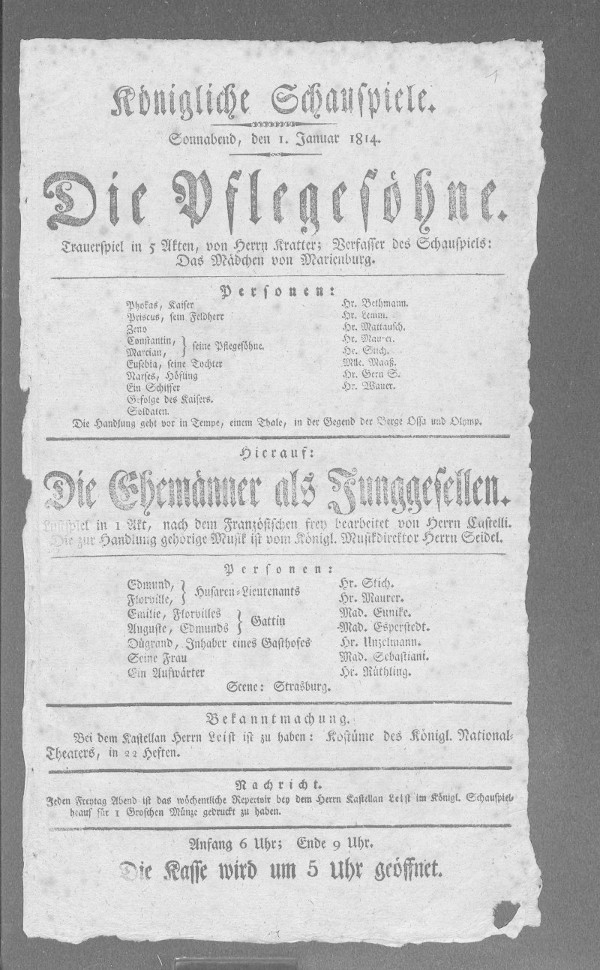 1
Königliche Schauspiele.
Sonnabend, den 1. Januar 1814.
Die Pflegesöhne.
Trauerspiel in 5 Akten, von Herrn Kratter; Verfasser des Schauspiels:
Das Mädchen von Marienburg.
Personen:
Phokas, Kaiser Hr. Bethmann.
Priscus, sein Feldherr Hr. Lemm.
Zeno Hr. Mattausch.
Constantin, } seine Pflegesöhne. Hr. Maurer.
Marcian, Hr. Stich.
Eusebia, seine Tochter Mlle. Maaß.
Narses, Höfling Hr. Gern S.
Ein Schiffer Hr. Wauer.
Gefolge des Kaisers.
Soldaten.
Die Handlung geht vor in Tempe, einem Thale, in der Gegend der Berge Ossa und Olymp.
Hierauf:
Die Ehemänner als Junggesellen.
Lustspiel in 1 Akt, nach dem Französischen frey bearbeitet von Herrn Castelli.
Die zur Handlung gehörige Musik ist vom Königl. Musikdirektor Herrn Seidel.
Personen:
Edmund, } Husaren-Lieutenants Hr. Stich.
Florville, Hr. Maurer.
Emilie, Florvilles } Gattin Mad. Eunike.
Auguste, Edmunds Mad. Esperstedt.
Dügrand, Inhaber eines Gasthofes Hr. Unzelmann.
Seine Frau Mad. Sebastiani.
Ein Aufwärter Hr. Rüthling.
Scene: Strasburg.
Bekanntmachung.
Bei dem Kastellan Herrn Leist ist zu haben: Kostüme des Königl. National-
Theaters, in 22 Heften.
Nachricht.
Jeden Freytag Abend ist das wöchentliche Repertoir bey dem Herrn Kastellan Leist im Königl. Schauspiel-
hause für 1 Groschen Münze gedruckt zu haben.
Anfang 6 Uhr; Ende 9 Uhr.
Die Kasse wird um 5 Uhr geöffnet.